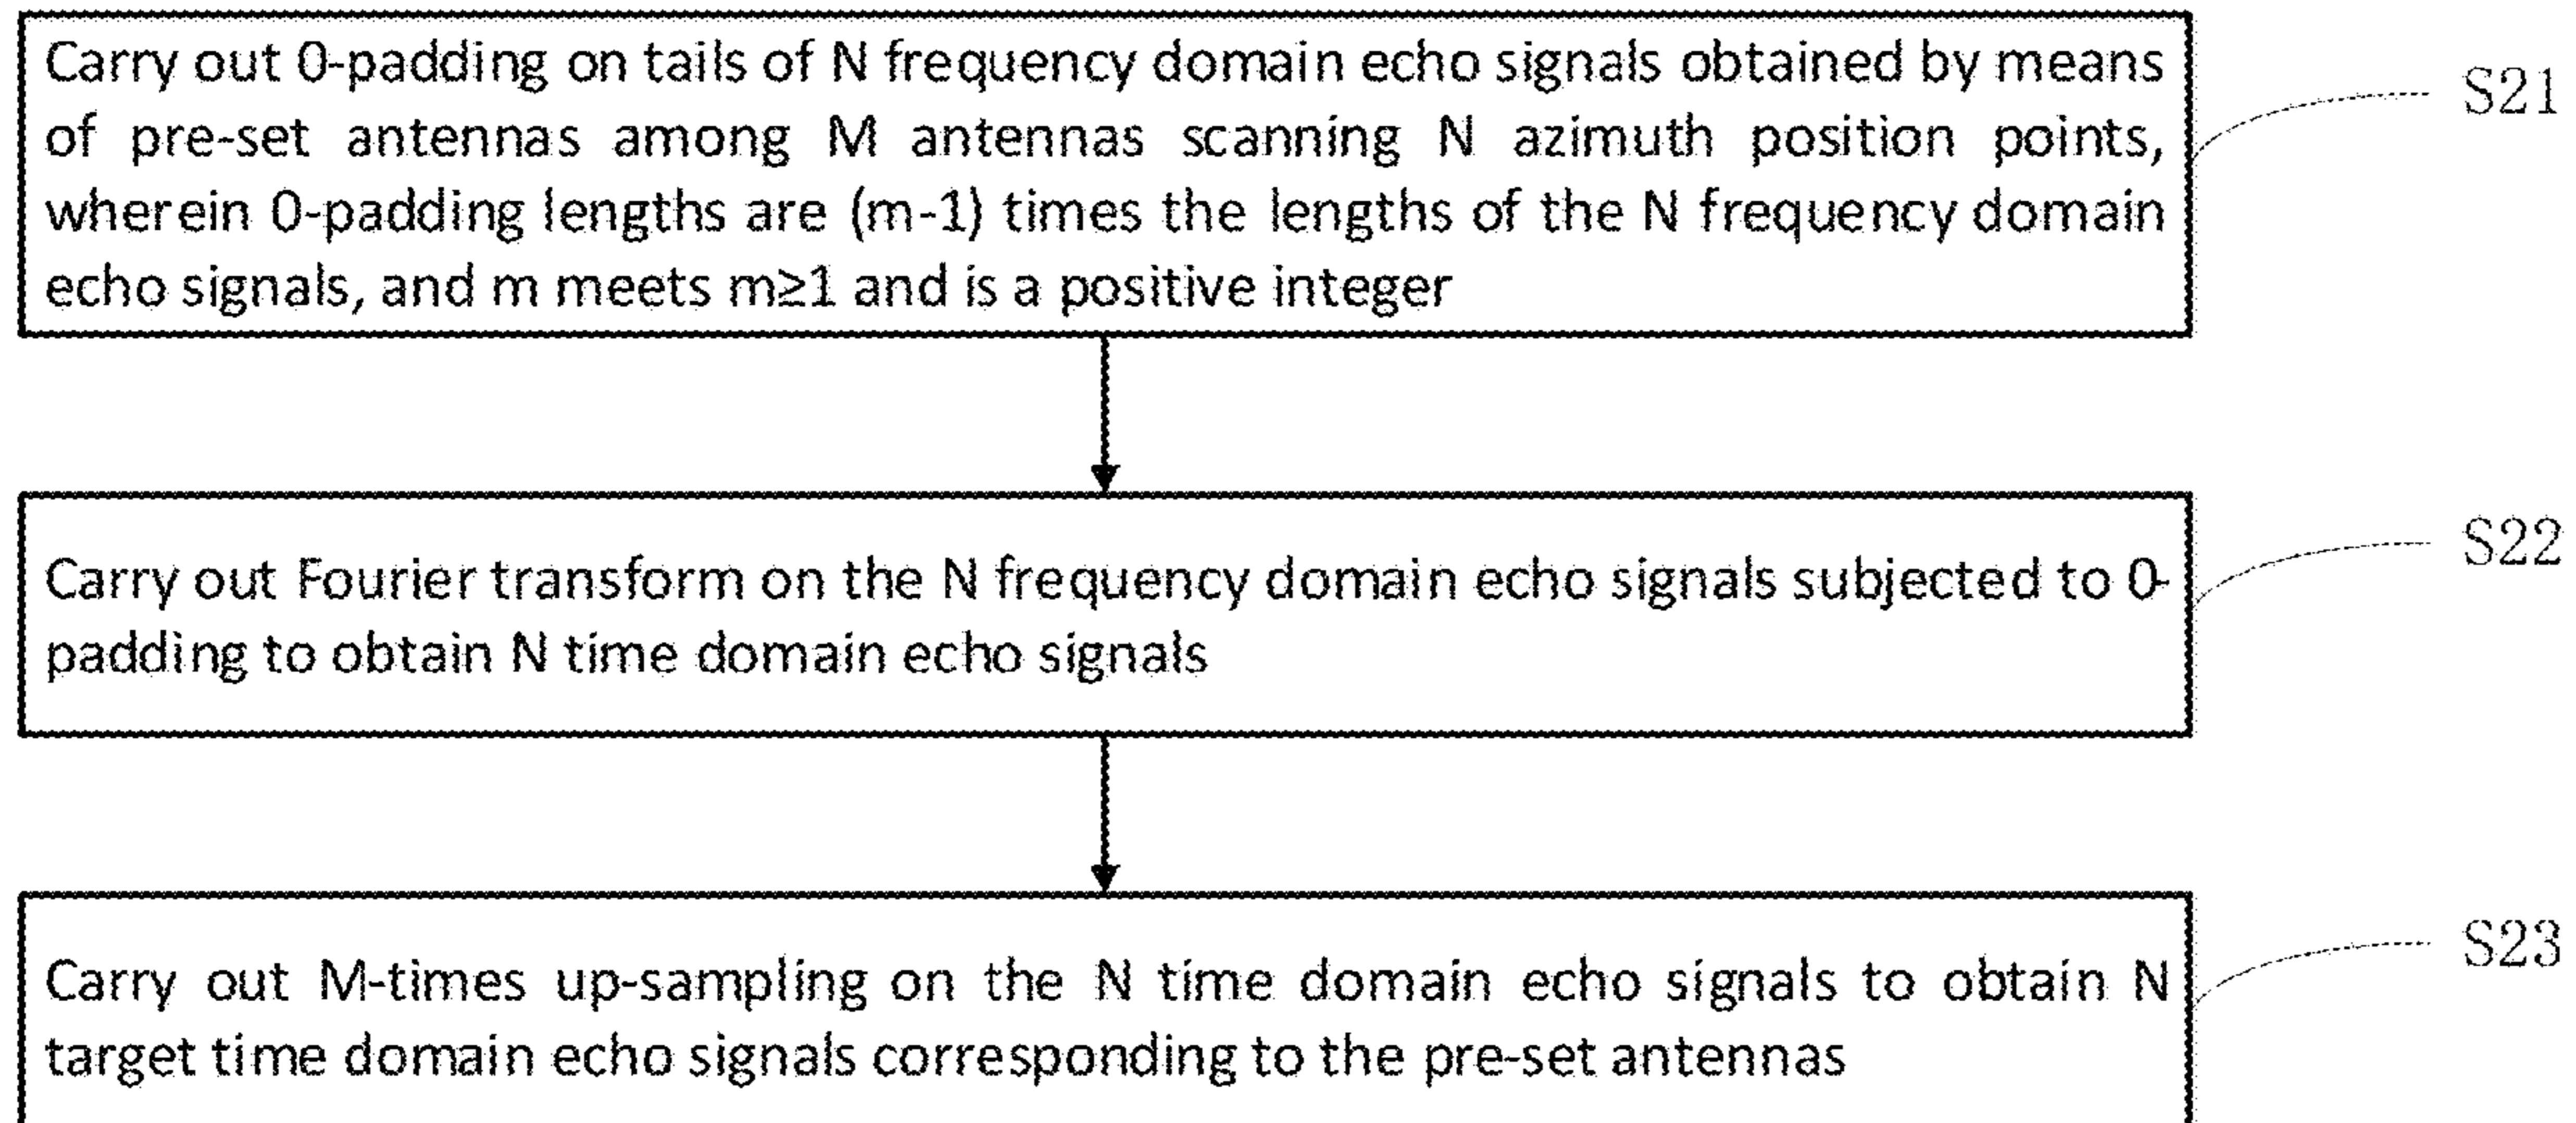 Carry out 0-padding on tails of N frequency domain echo signals obtained by means
of pre-set antennas among M antennas scanning N azimuth position points,
wherein 0-padding lengths are (m-1) times the lengths of the N frequency domain
echo signals, and m meets m≥1 and is a positive integer
S21
Carry out Fourier transform on the N frequency domain echo signals subjected to 0-
padding to obtain N time domain echo signals
S22
Carry out M-times up-sampling on the N time domain echo signals to obtain N
target time domain echo signals corresponding to the pre-set antennas
S23